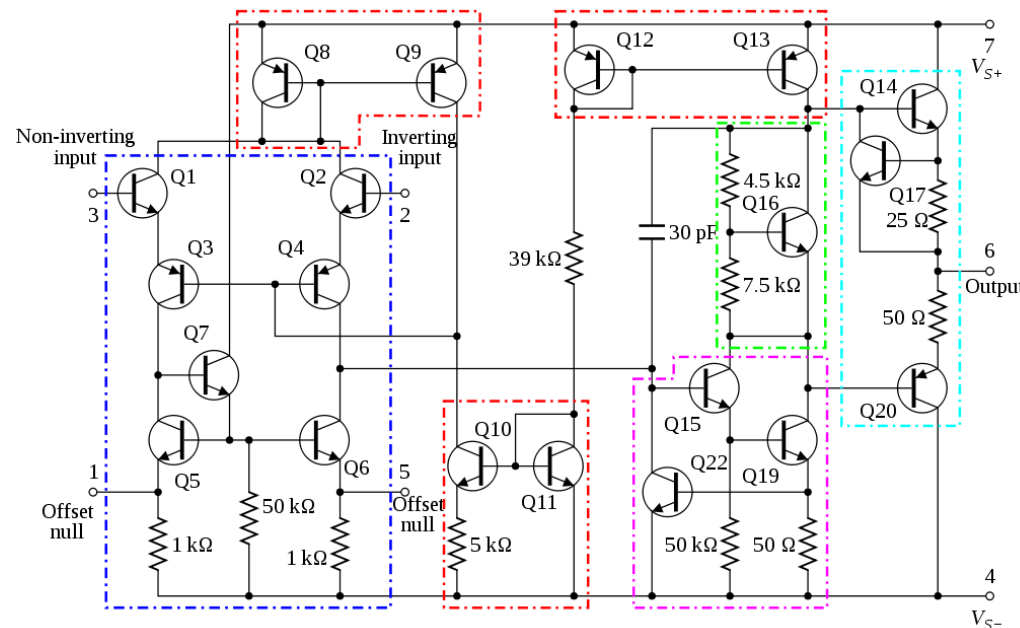 Q8
Q9
Q12
Q13
7
V_S+
Q14
Non-inverting
input
Inverting
input
Q1
Q2
3
2
4.5 kΩ
Q16
Q17
25 Ω
Q3
Q4
39 kΩ
30 pF
6
Output
7.5 kΩ
50 Ω
Q7
Q15
Q20
Q10
Q5
Q6
Q22
Q19
1
5
Q11
Offset
null
Offset
null
50 kΩ
1 kΩ
1 kΩ
5 kΩ
50 kΩ
50 Ω
4
V_S−